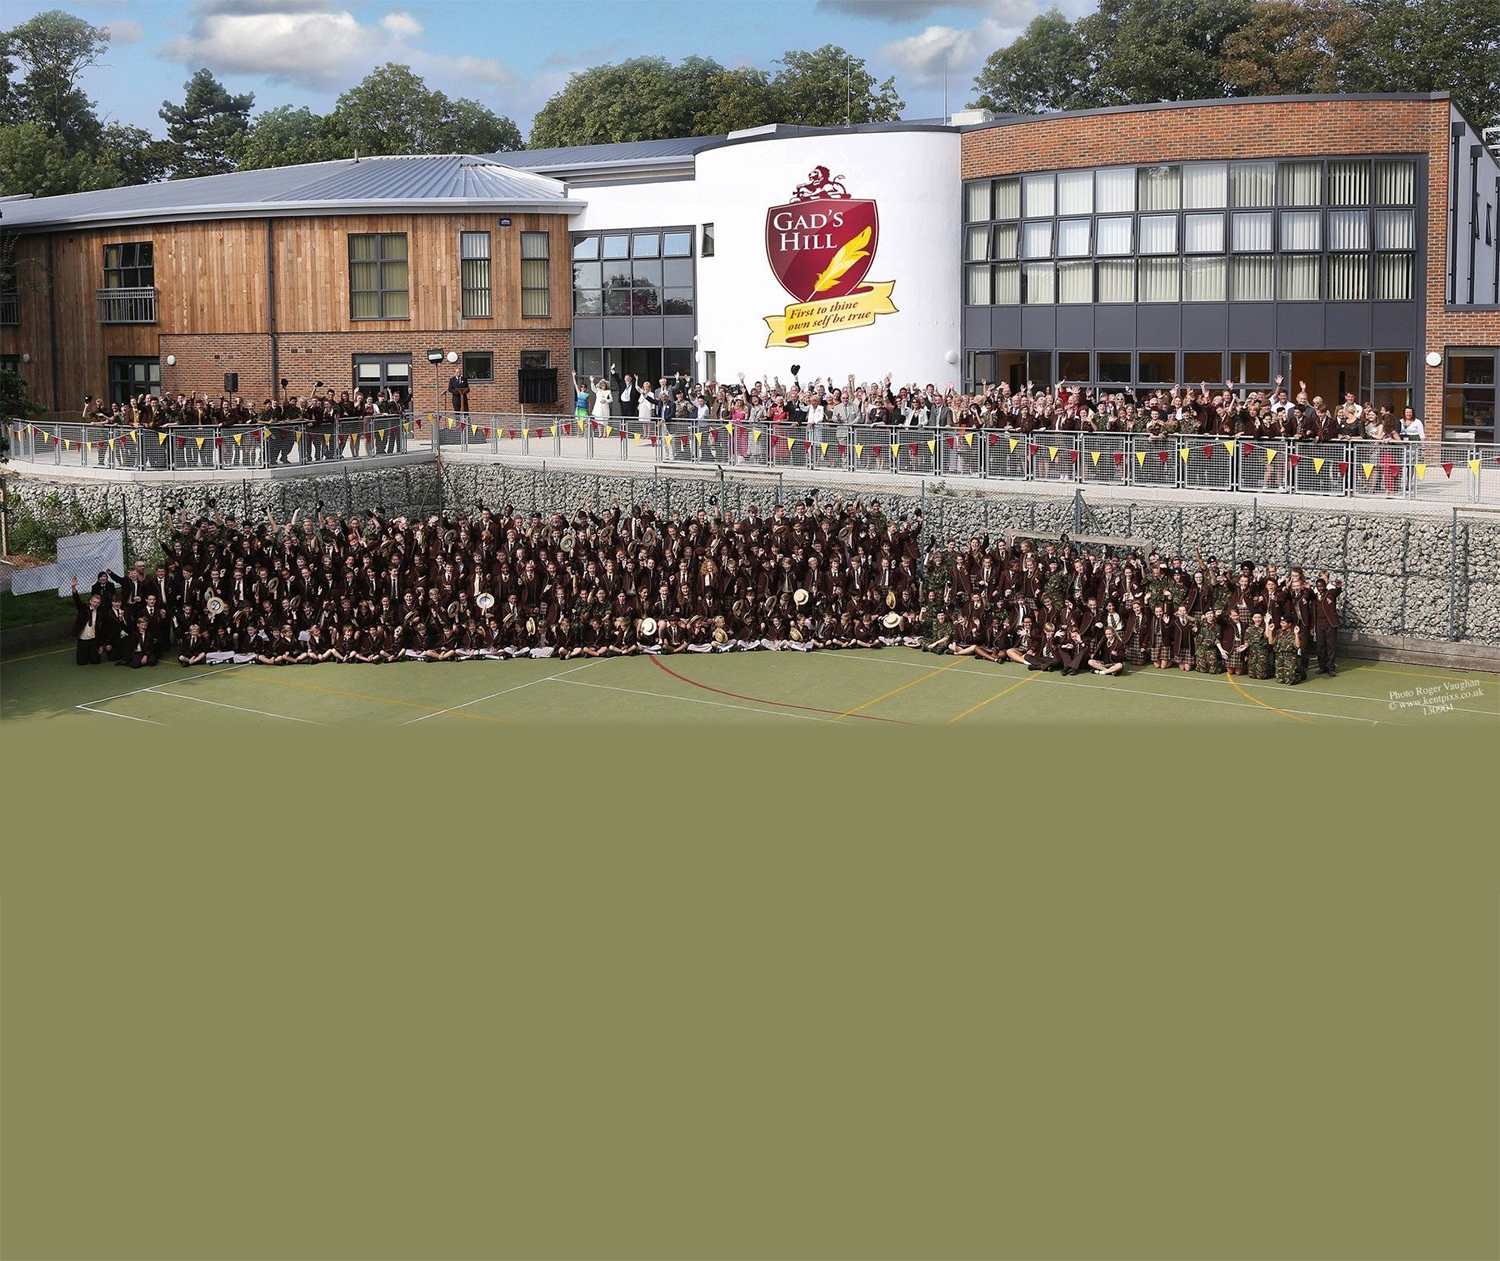 GAD'S
HILL
First to thine
own self be true
Photo Roger Vaughan
© www.kentpixs.co.uk
130904